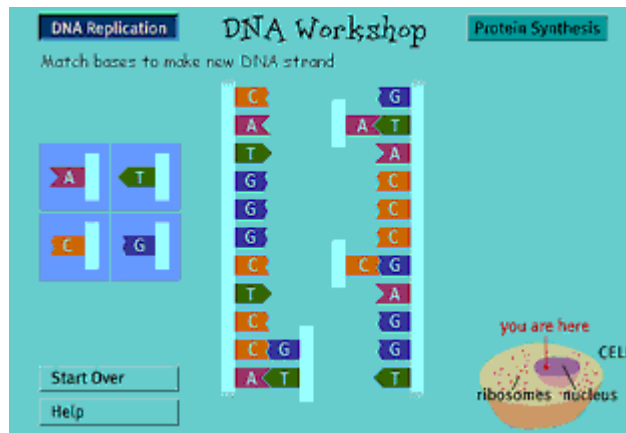 DNA Replication
DNA Workshop
Protein Synthesis
Match bases to make new DNA strand
C G
A A T
T A
A T
G C
G C
C G
G C
C C G
T A
C G
you are here
C G G
CELL
Start Over
A T T
ribosomes nucleus
Help